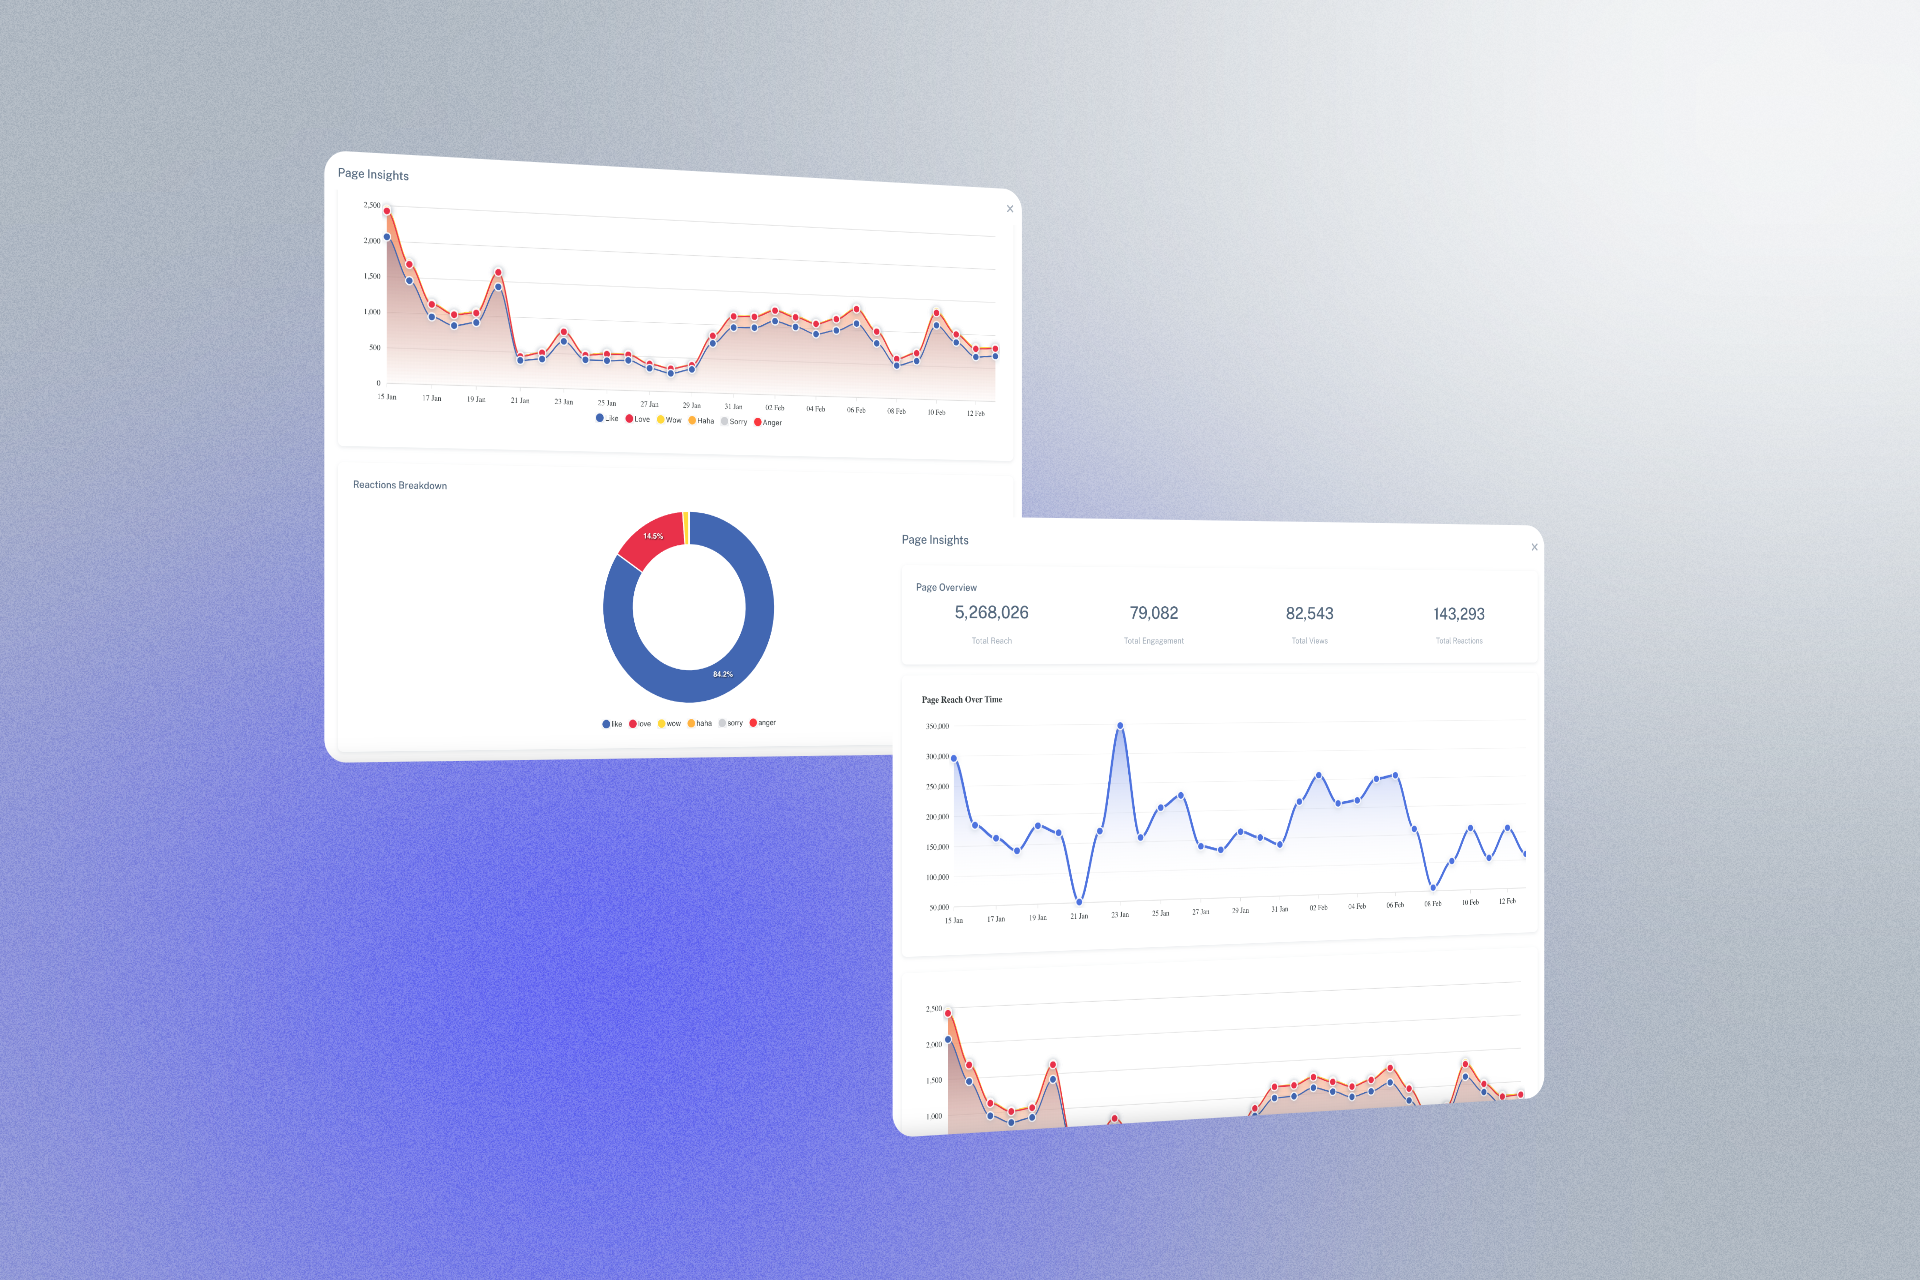 Page Insights
x
2,500
2,000
1,500
1,000
500
0
15 Jan 17 Jan 19 Jan 21 Jan 23 Jan 25 Jan 27 Jan 29 Jan 31 Jan 02 Feb 04 Feb 06 Feb 08 Feb 10 Feb 12 Feb
Like Love Wow Haha Sorry Anger
Reactions Breakdown
14.5%
84.2%
like love wow haha sorry anger
Page Insights
x
Page Overview
5,268,026 79,082 82,543 143,293
Total Reach Total Engagement Total Views Total Reactions
Page Reach Over Time
350,000
300,000
250,000
200,000
150,000
100,000
50,000
15 Jan 17 Jan 19 Jan 21 Jan 23 Jan 25 Jan 27 Jan 29 Jan 31 Jan 02 Feb 04 Feb 06 Feb 08 Feb 10 Feb 12 Feb
2,500
2,000
1,500
1,000